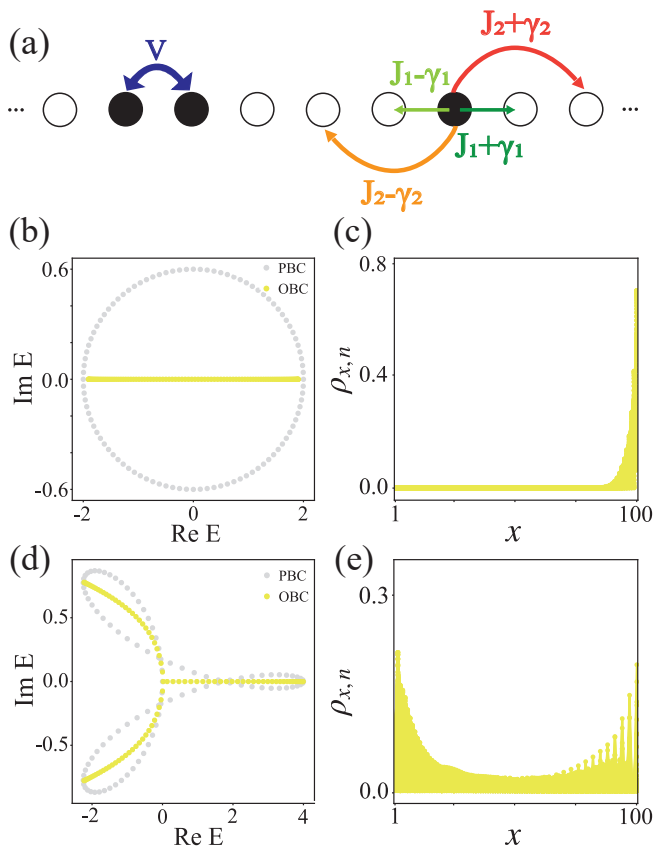 (a)
V
J₂+γ₂
J₁-γ₁
... ...
J₁+γ₁
J₂-γ₂
(b)
(c)
0.6
0.0
-0.6
Im E
PBC
OBC
-2 0 2
Re E
0.8
0.4
0.0
ρx,n
1 100
x
(d)
(e)
0.5
0.0
-0.5
Im E
PBC
OBC
-2 0 2 4
Re E
0.3
0.0
ρx,n
1 100
x